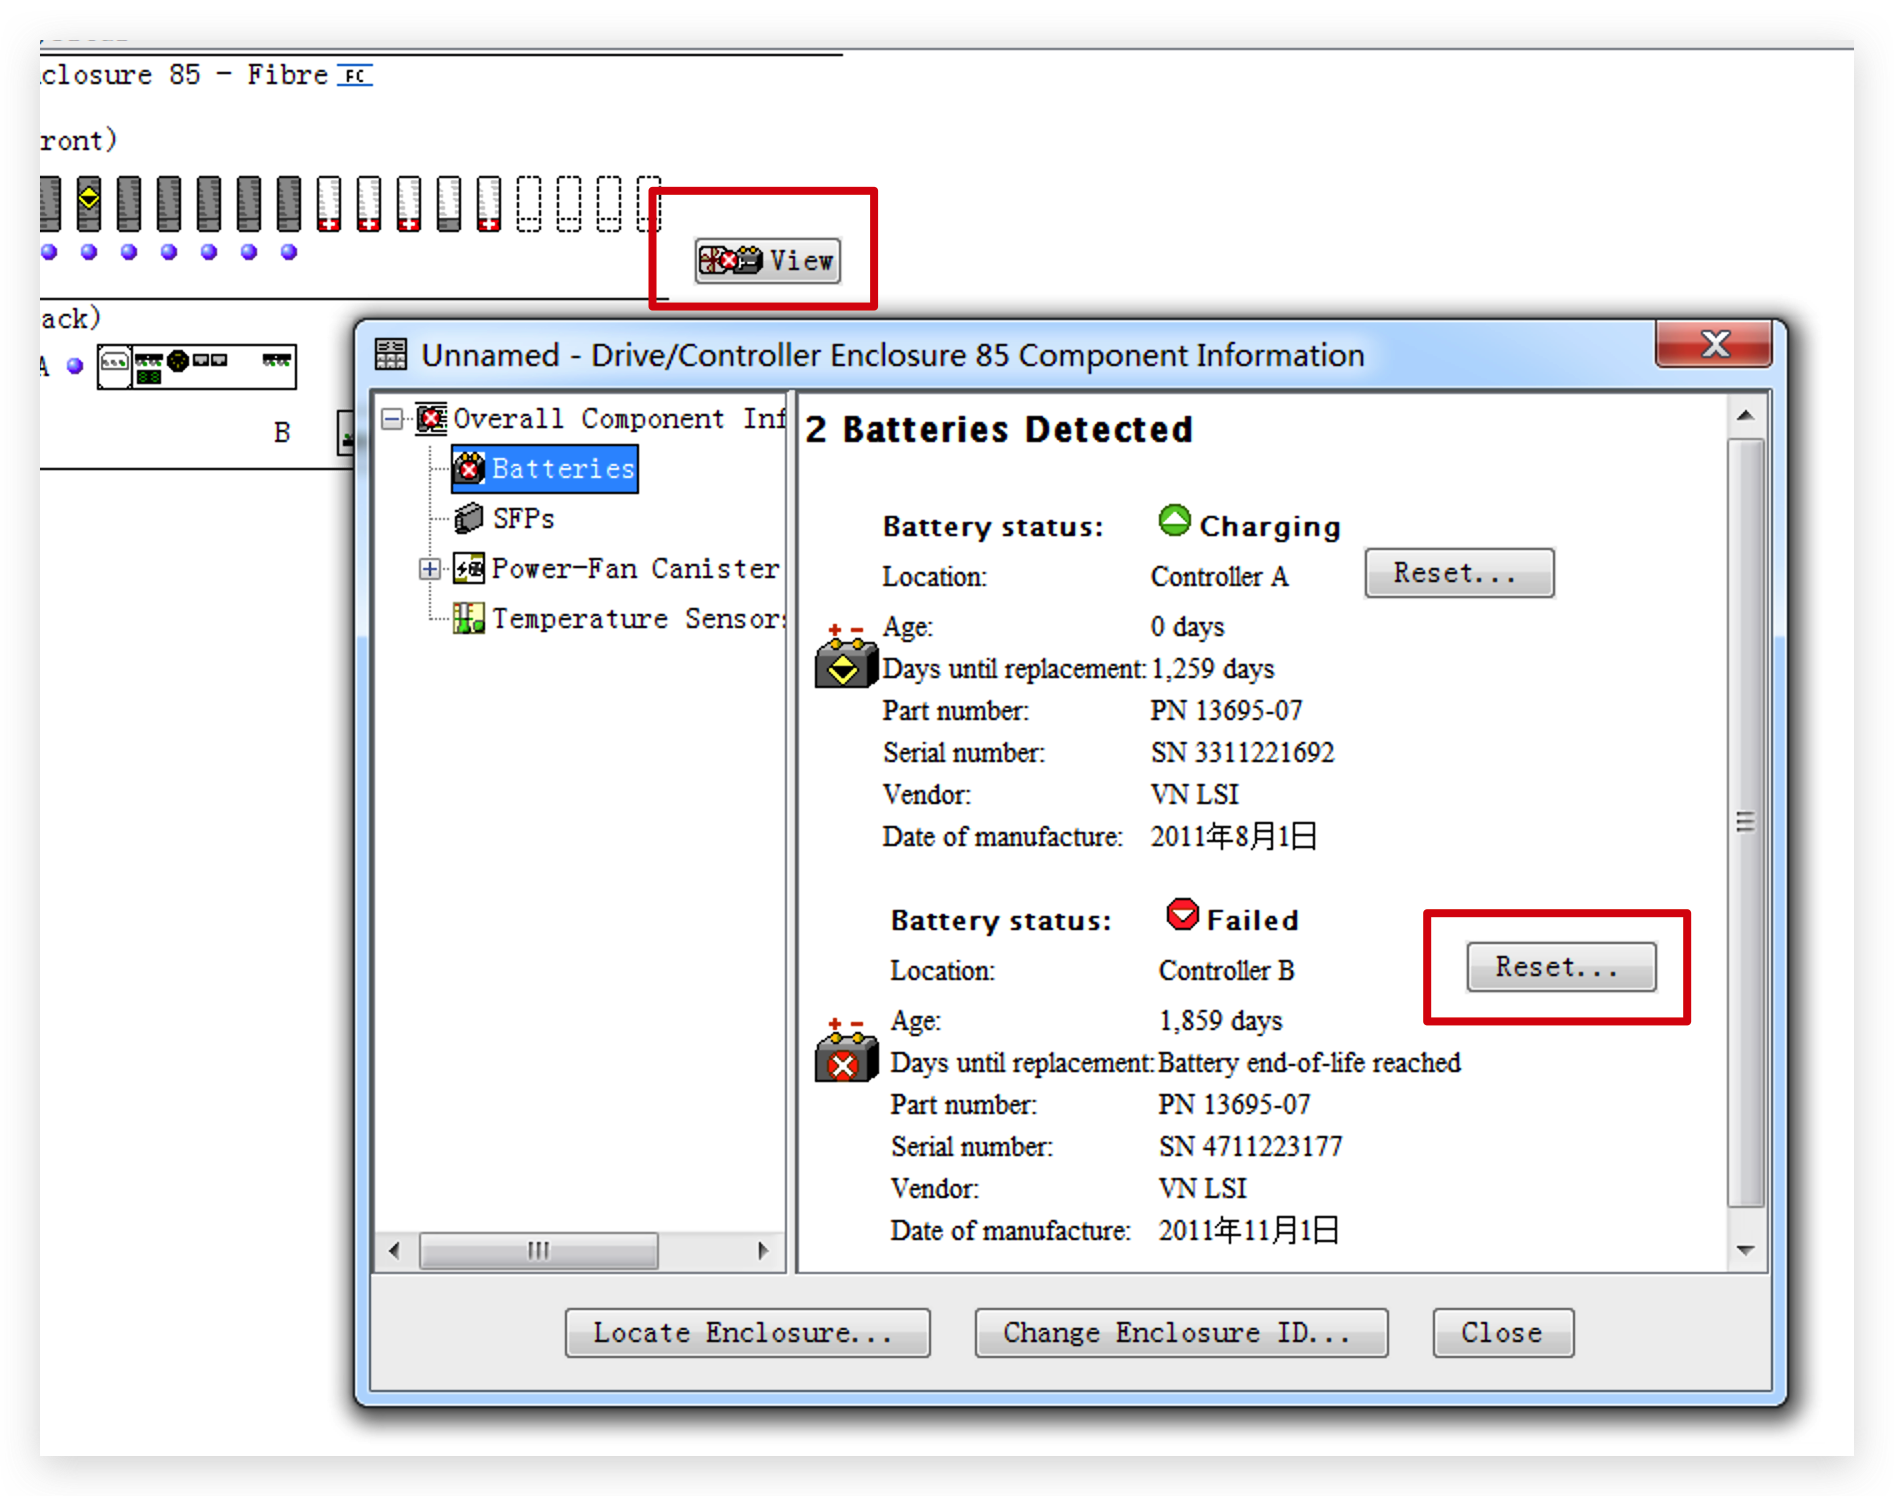 closure 85 - Fibre FC
ront)
View
ack)
A
B
Unnamed - Drive/Controller Enclosure 85 Component Information
Overall Component Inf
Batteries
SFPs
Power-Fan Canister
Temperature Sensors
2 Batteries Detected
Battery status: Charging
Location: Controller A Reset...
Age: 0 days
Days until replacement: 1,259 days
Part number: PN 13695-07
Serial number: SN 3311221692
Vendor: VN LSI
Date of manufacture: 2011年8月1日
Battery status: Failed
Location: Controller B Reset...
Age: 1,859 days
Days until replacement: Battery end-of-life reached
Part number: PN 13695-07
Serial number: SN 4711223177
Vendor: VN LSI
Date of manufacture: 2011年11月1日
Locate Enclosure... Change Enclosure ID... Close